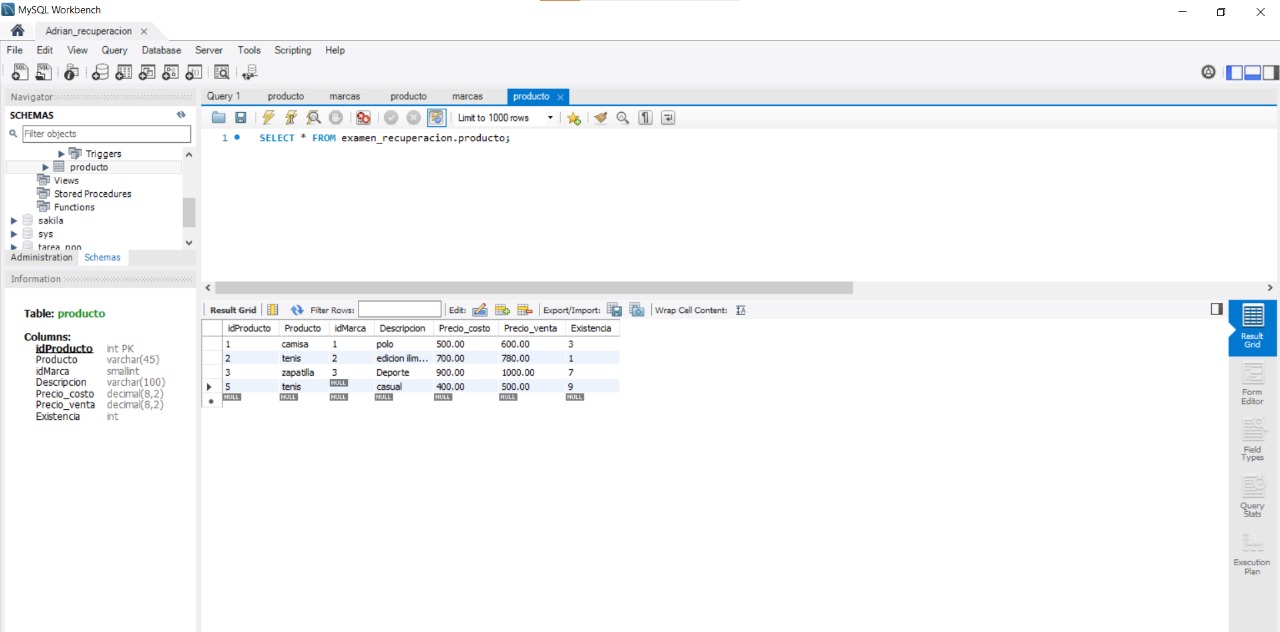 MySQL Workbench
Adrian_recuperacion
File Edit View Query Database Server Tools Scripting Help
Navigator
SCHEMAS
Filter objects
Triggers
producto
Views
Stored Procedures
Functions
sakila
sys
tarea_poo
Administration Schemas
Information
Table: producto
Columns:
idProducto int PK
Producto varchar(45)
idMarca smallint
Descripcion varchar(100)
Precio_costo decimal(8,2)
Precio_venta decimal(8,2)
Existencia int
Query 1 producto marcas producto marcas producto
Limit to 1000 rows
1 SELECT * FROM examen_recuperacion.producto;
Result Grid Filter Rows: Edit: Export/Import: Wrap Cell Content:
idProducto Producto idMarca Descripcion Precio_costo Precio_venta Existencia
1 camisa 1 polo 500.00 600.00 3
2 tenis 2 edicion ilim... 700.00 780.00 1
3 zapatilla 3 Deporte 900.00 1000.00 7
5 tenis NULL casual 400.00 500.00 9
NULL NULL NULL NULL NULL NULL NULL
Result
Grid
Form
Editor
Field
Types
Query
Stats
Execution
Plan